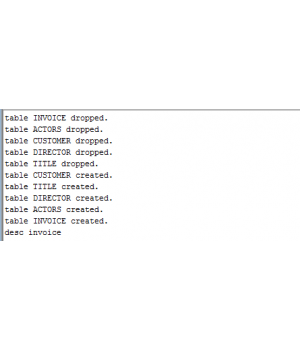 table INVOICE dropped.
table ACTORS dropped.
table CUSTOMER dropped.
table DIRECTOR dropped.
table TITLE dropped.
table CUSTOMER created.
table TITLE created.
table DIRECTOR created.
table ACTORS created.
table INVOICE created.
desc invoice